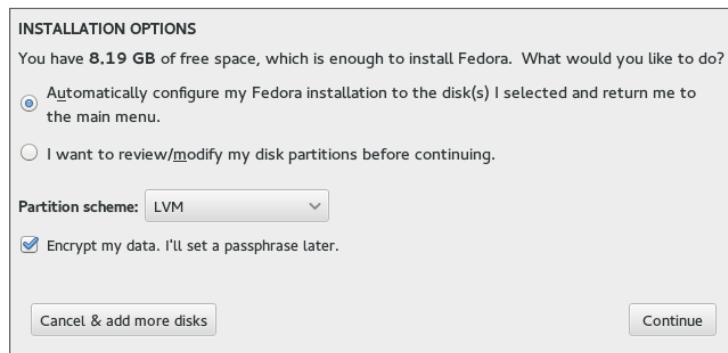 INSTALLATION OPTIONS
You have 8.19 GB of free space, which is enough to install Fedora. What would you like to do?
Automatically configure my Fedora installation to the disk(s) I selected and return me to
the main menu.
I want to review/modify my disk partitions before continuing.
Partition scheme: LVM
Encrypt my data. I'll set a passphrase later.
Cancel & add more disks
Continue